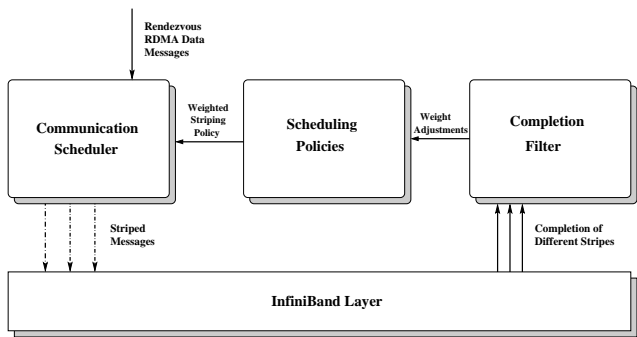 Rendezvous
RDMA Data
Messages
Communication
Scheduler
Weighted
Striping
Policy
Scheduling
Policies
Weight
Adjustments
Completion
Filter
Striped
Messages
Completion of
Different Stripes
InfiniBand Layer